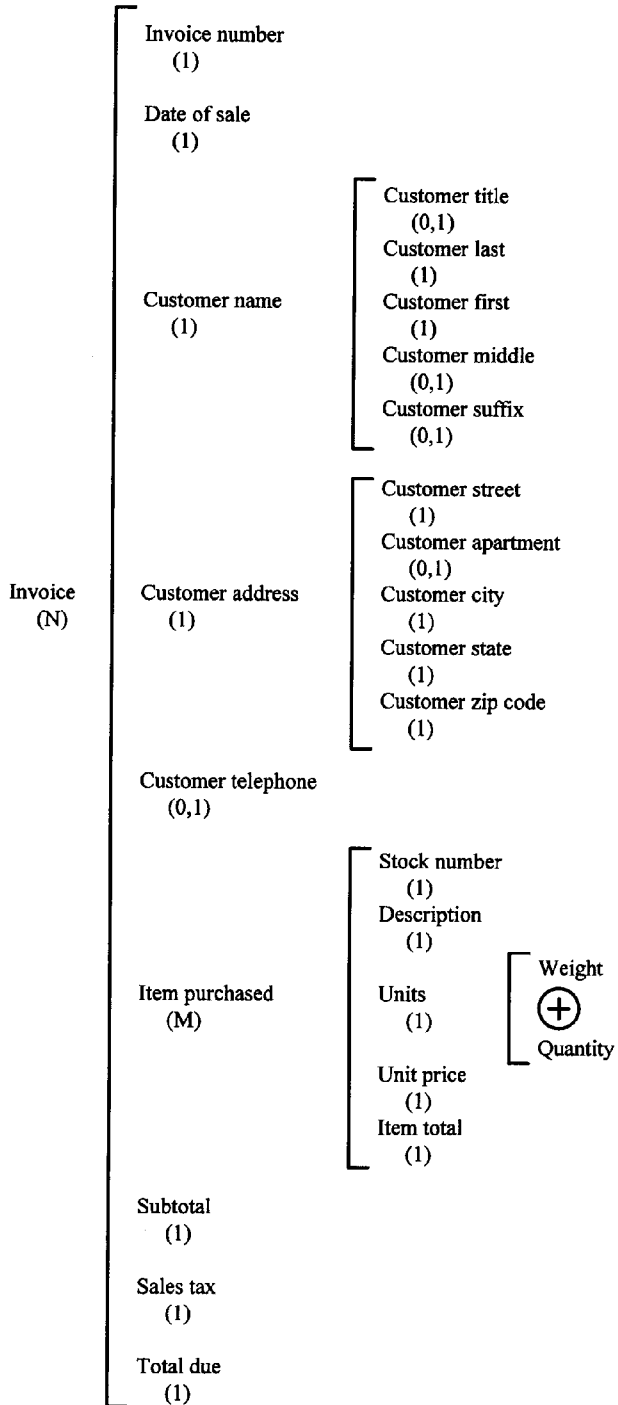 Invoice number
(1)
Date of sale
(1)
Customer name
(1)
Customer title
(0,1)
Customer last
(1)
Customer first
(1)
Customer middle
(0,1)
Customer suffix
(0,1)
Invoice
(N)
Customer address
(1)
Customer street
(1)
Customer apartment
(0,1)
Customer city
(1)
Customer state
(1)
Customer zip code
(1)
Customer telephone
(0,1)
Item purchased
(M)
Stock number
(1)
Description
(1)
Units
(1)
Weight
+
Quantity
Unit price
(1)
Item total
(1)
Subtotal
(1)
Sales tax
(1)
Total due
(1)